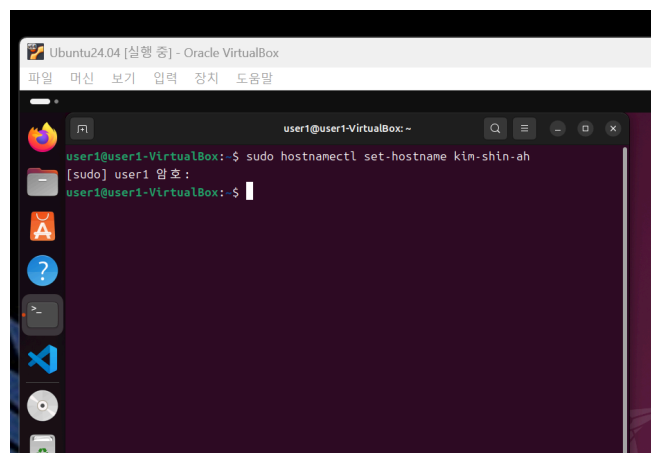 Ubuntu24.04 [실행 중] - Oracle VirtualBox
파일 머신 보기 입력 장치 도움말
user1@user1-VirtualBox: ~
user1@user1-VirtualBox:~$ sudo hostnamectl set-hostname kim-shin-ah
[sudo] user1 암호:
user1@user1-VirtualBox:~$